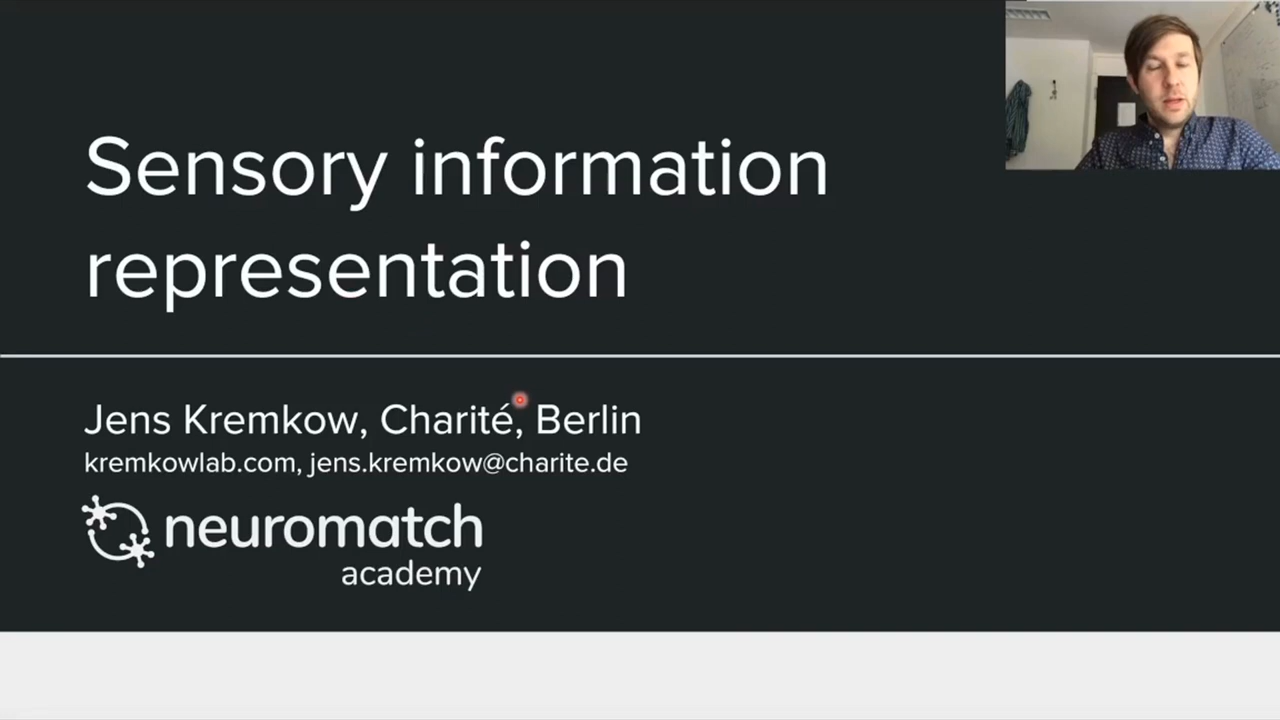 Sensory information
representation
Jens Kremkow, Charité, Berlin
kremkowlab.com, jens.kremkow@charite.de
neuromatch
academy